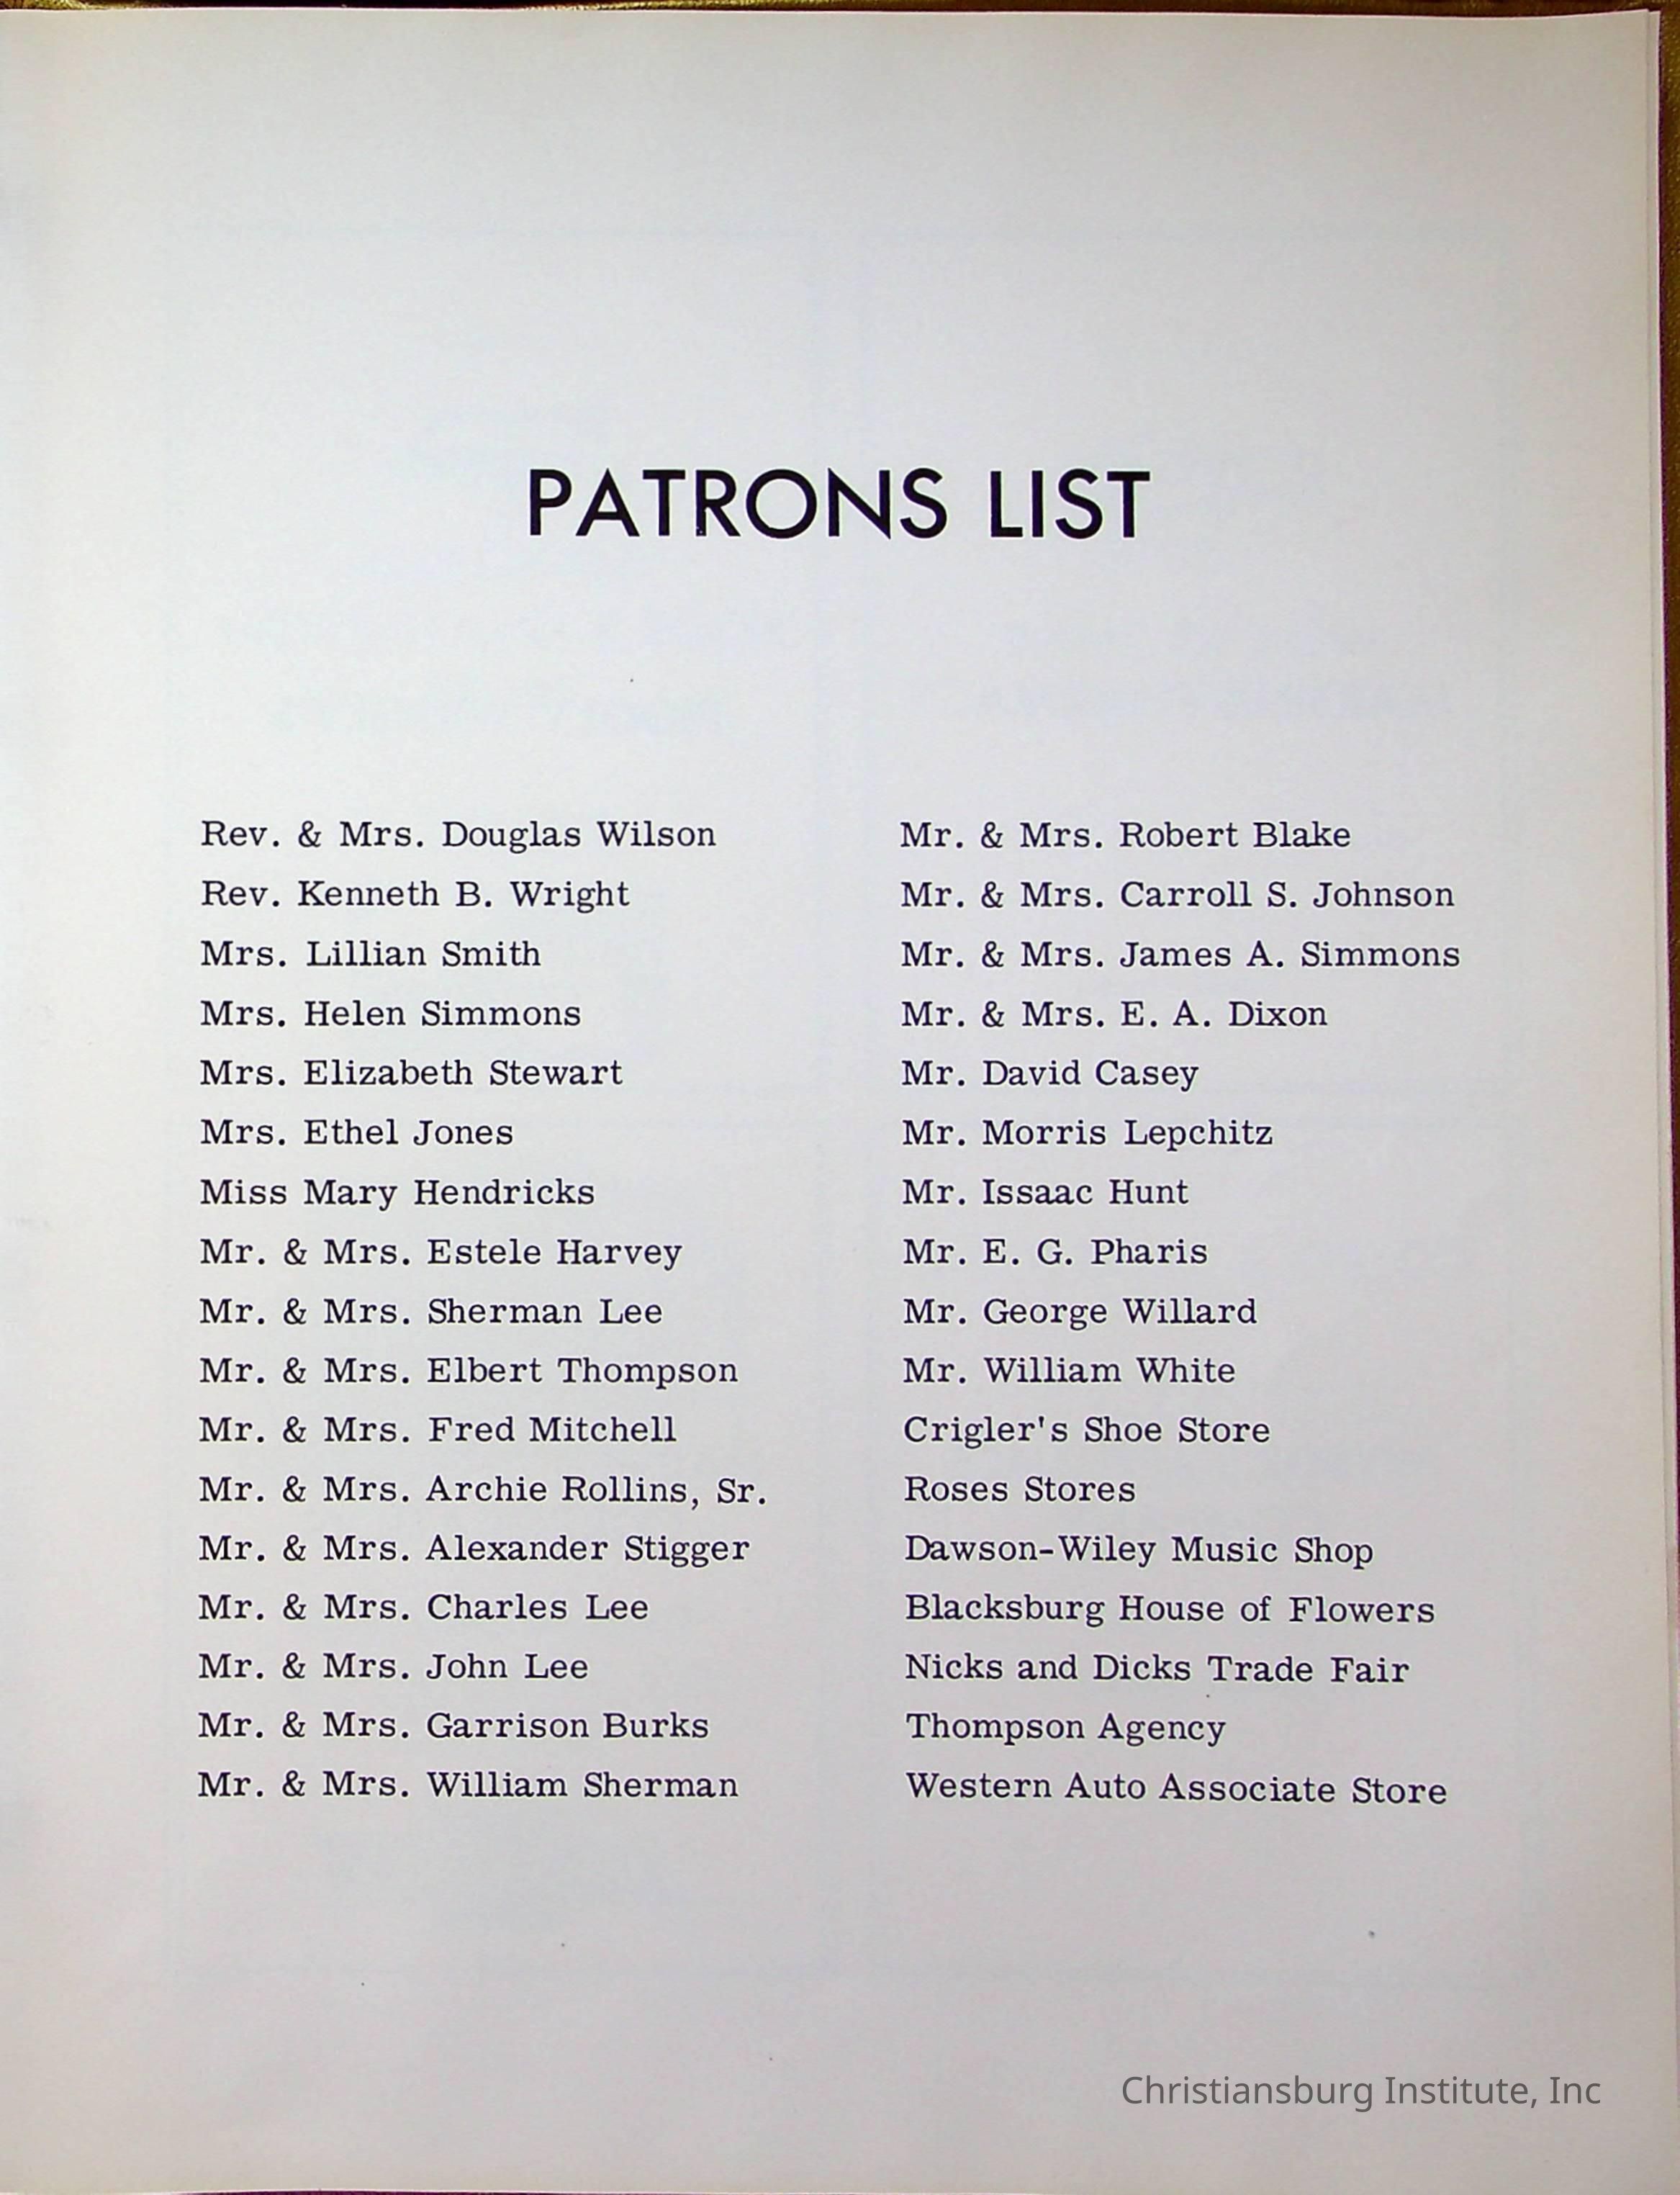 PATRONS LIST
Rev. & Mrs. Douglas Wilson
Rev. Kenneth B. Wright
Mrs. Lillian Smith
Mrs. Helen Simmons
Mrs. Elizabeth Stewart
Mrs. Ethel Jones
Miss Mary Hendricks
Mr. & Mrs. Estele Harvey
Mr. & Mrs. Sherman Lee
Mr. & Mrs. Elbert Thompson
Mr. & Mrs. Fred Mitchell
Mr. & Mrs. Archie Rollins, Sr.
Mr. & Mrs. Alexander Stigger
Mr. & Mrs. Charles Lee
Mr. & Mrs. John Lee
Mr. & Mrs. Garrison Burks
Mr. & Mrs. William Sherman
Mr. & Mrs. Robert Blake
Mr. & Mrs. Carroll S. Johnson
Mr. & Mrs. James A. Simmons
Mr. & Mrs. E. A. Dixon
Mr. David Casey
Mr. Morris Lepchitz
Mr. Issaac Hunt
Mr. E. G. Pharis
Mr. George Willard
Mr. William White
Crigler's Shoe Store
Roses Stores
Dawson-Wiley Music Shop
Blacksburg House of Flowers
Nicks and Dicks Trade Fair
Thompson Agency
Western Auto Associate Store
Christiansburg Institute, Inc